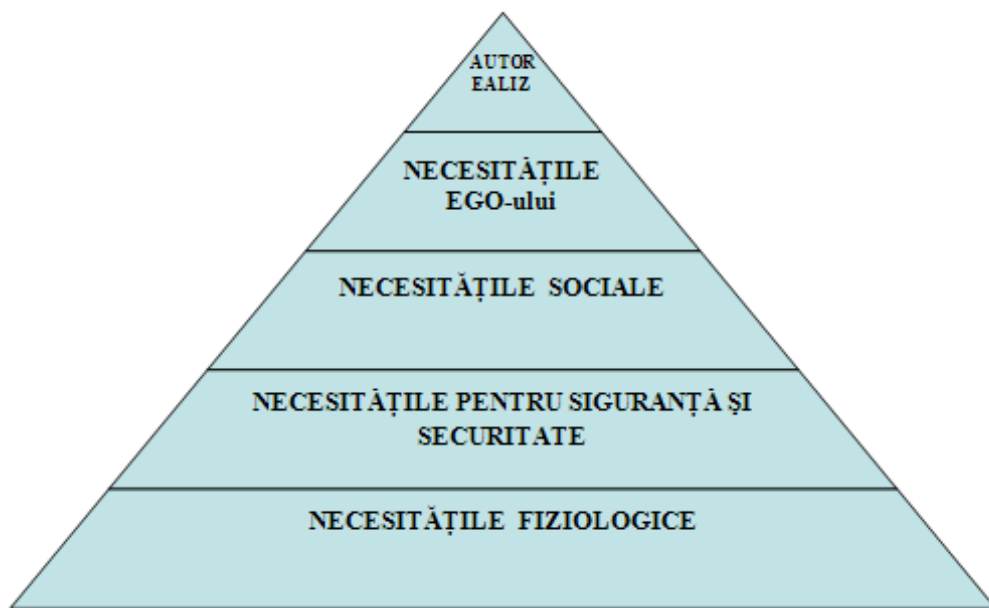 AUTOR
EALIZ
NECESITĂȚILE
EGO-ului
NECESITĂȚILE SOCIALE
NECESITĂȚILE PENTRU SIGURANȚĂ ȘI
SECURITATE
NECESITĂȚILE FIZIOLOGICE